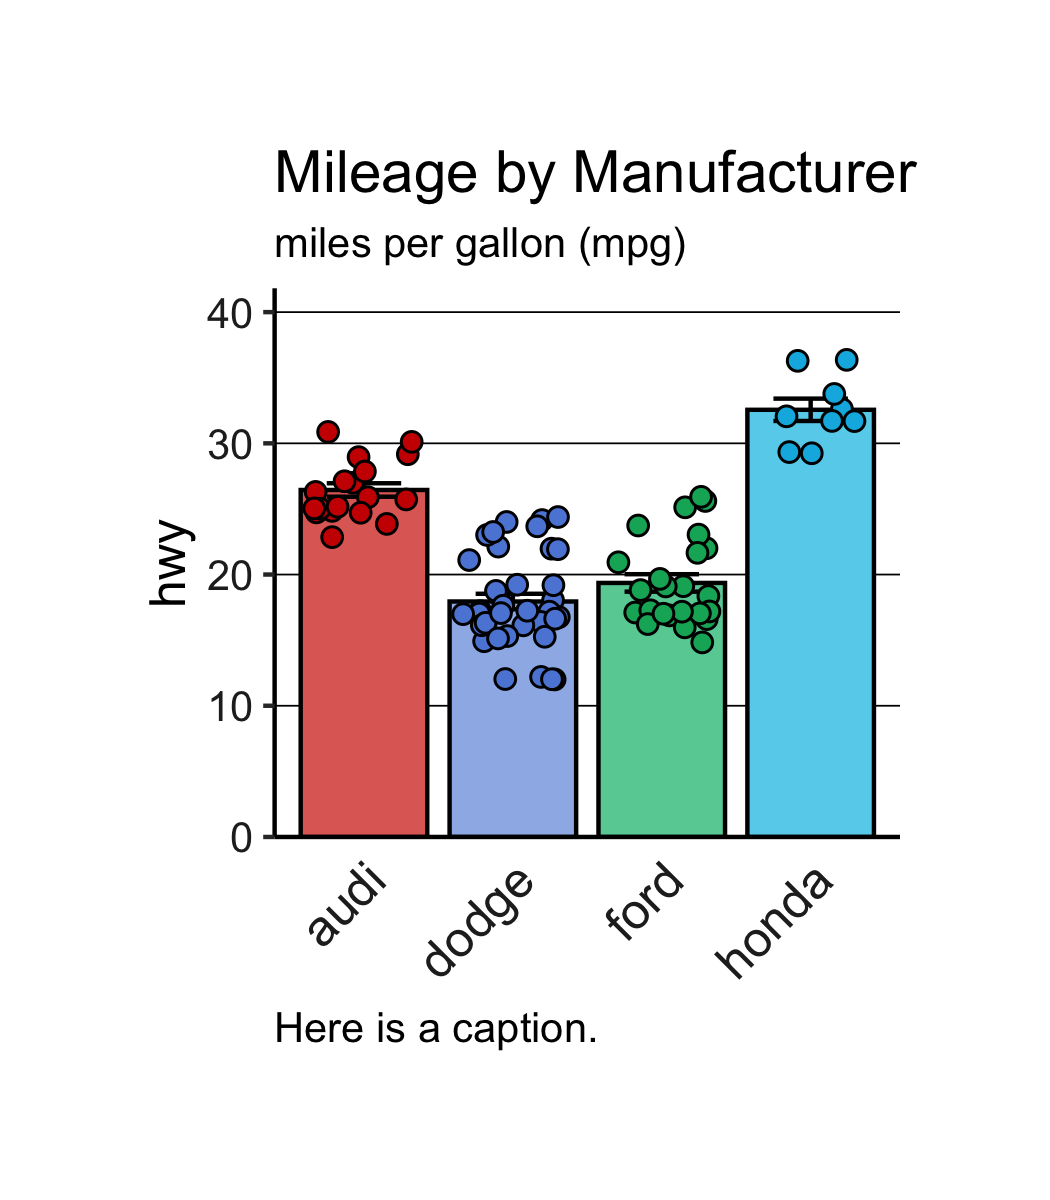 Mileage by Manufacturer
miles per gallon (mpg)
hwy
40
30
20
10
0
audi
dodge
ford
honda
Here is a caption.